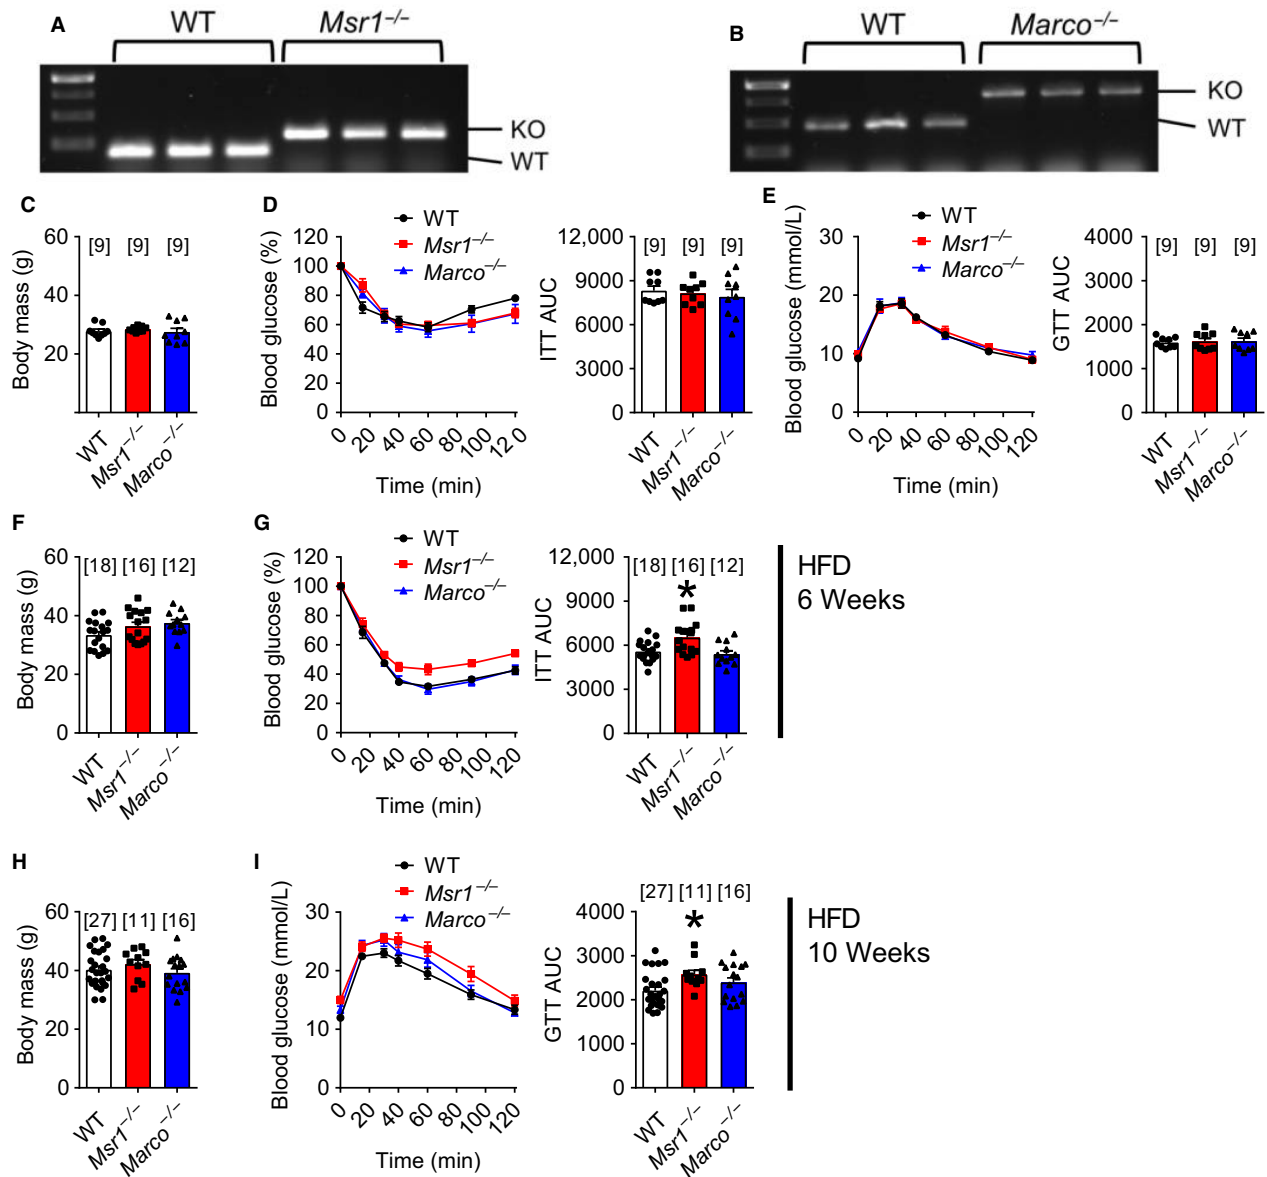 A
WT
Msr1−/−
KO
WT
B
WT
Marco−/−
KO
WT
C
Body mass (g)
60
40
20
[9] [9] [9]
WT
Msr1−/−
Marco−/−
D
WT
Msr1−/−
Marco−/−
Blood glucose (%)
120
100
80
60
40
20
0
0 20 40 60 80 100 120
Time (min)
ITT AUC
12,000
9000
6000
3000
0
[9] [9] [9]
WT
Msr1−/−
Marco−/−
E
WT
Msr1−/−
Marco−/−
Blood glucose (mmol/L)
30
20
10
0
0 20 40 60 80 100 120
Time (min)
GTT AUC
4000
3000
2000
1000
0
[9] [9] [9]
WT
Msr1−/−
Marco−/−
F
Body mass (g)
60
40
20
0
[18] [16] [12]
WT
Msr1−/−
Marco−/−
G
WT
Msr1−/−
Marco−/−
Blood glucose (%)
120
100
80
60
40
20
0
0 20 40 60 80 100 120
Time (min)
ITT AUC
12,000
9000
6000
3000
0
[18] [16] [12]
*
WT
Msr1−/−
Marco−/−
HFD
6 Weeks
H
Body mass (g)
60
40
20
0
[27] [11] [16]
WT
Msr1−/−
Marco−/−
I
WT
Msr1−/−
Marco−/−
Blood glucose (mmol/L)
30
20
10
0
0 20 40 60 80 100 120
Time (min)
GTT AUC
4000
3000
2000
1000
0
[27] [11] [16]
*
WT
Msr1−/−
Marco−/−
HFD
10 Weeks